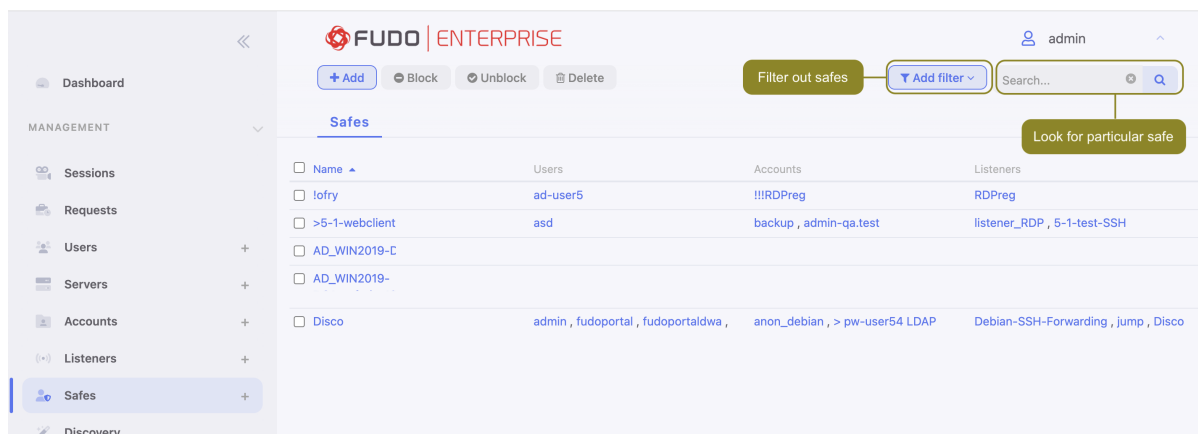 FUDO ENTERPRISE
admin
Dashboard
+ Add Block Unblock Delete
Filter out safes
Add filter
Search...
MANAGEMENT
Safes
Look for particular safe
Name Users Accounts Listeners
Sessions
!ofry ad-user5 !!!RDPreg RDPreg
Requests
>5-1-webclient asd backup , admin-qa.test listener_RDP , 5-1-test-SSH
Users +
AD_WIN2019-D
Servers +
AD_WIN2019-
Accounts +
Disco admin , fudoportal , fudoportaldwa , anon_debian , > pw-user54 LDAP Debian-SSH-Forwarding , jump , Disco
Listeners +
Safes +
Discovery